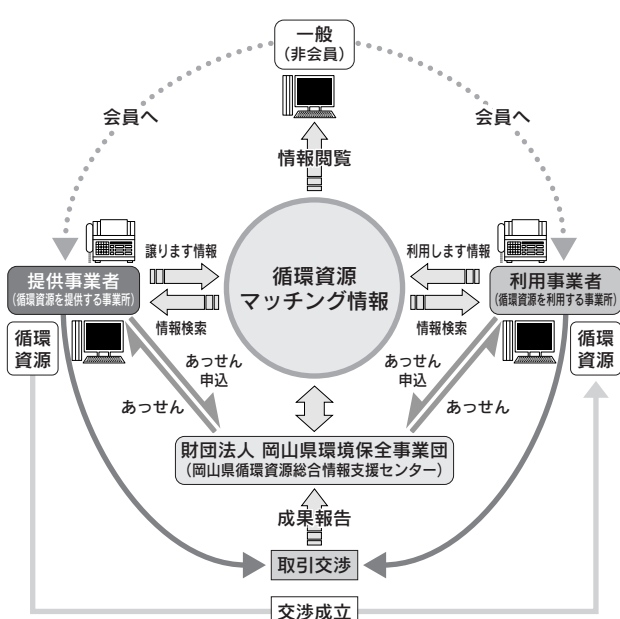 一般
(非会員)
会員へ
会員へ
情報閲覧
譲ります情報
利用します情報
循環資源
マッチング情報
提供事業者
(循環資源を提供する事業所)
利用事業者
(循環資源を利用する事業所)
情報検索
情報検索
循環
資源
循環
資源
あっせん
申込
あっせん
申込
あっせん
あっせん
財団法人 岡山県環境保全事業団
(岡山県循環資源総合情報支援センター)
成果報告
取引交渉
交渉成立